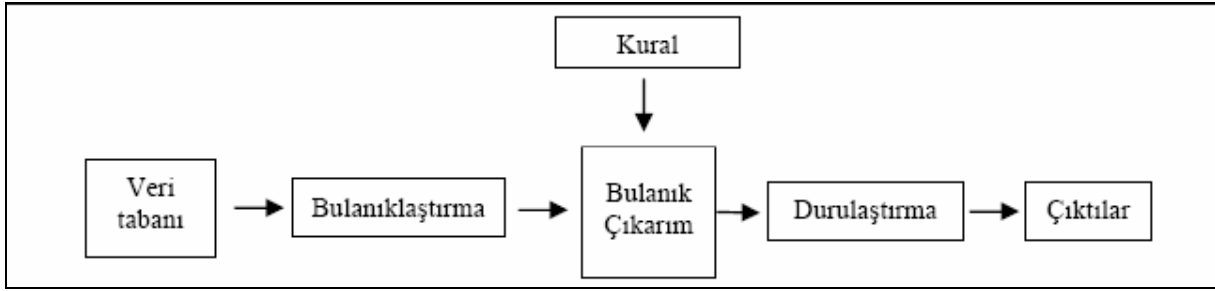 Kural
Veri
tabanı
Bulanıklaştırma
Bulanık
Çıkarım
Durulaştırma
Çıktılar